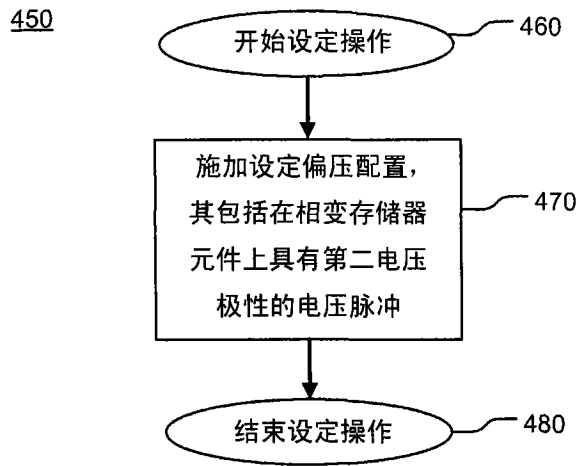 450
开始设定操作
460
施加设定偏压配置，
其包括在相变存储器
元件上具有第二电压
极性的电压脉冲
470
结束设定操作
480